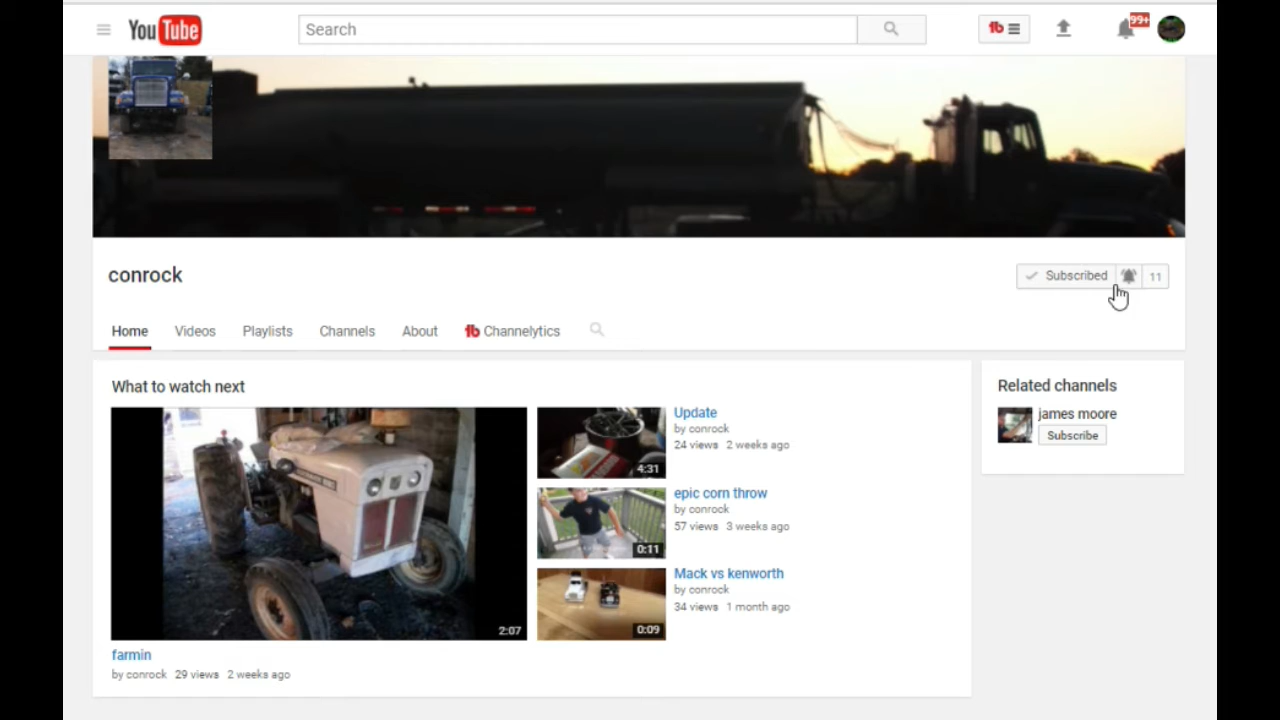 YouTube
Search
99+
conrock
Subscribed
11
Home
Videos
Playlists
Channels
About
Channelytics
What to watch next
2:07
farmin
by conrock 29 views 2 weeks ago
4:31
Update
by conrock
24 views 2 weeks ago
0:11
epic corn throw
by conrock
57 views 3 weeks ago
0:09
Mack vs kenworth
by conrock
34 views 1 month ago
Related channels
james moore
Subscribe